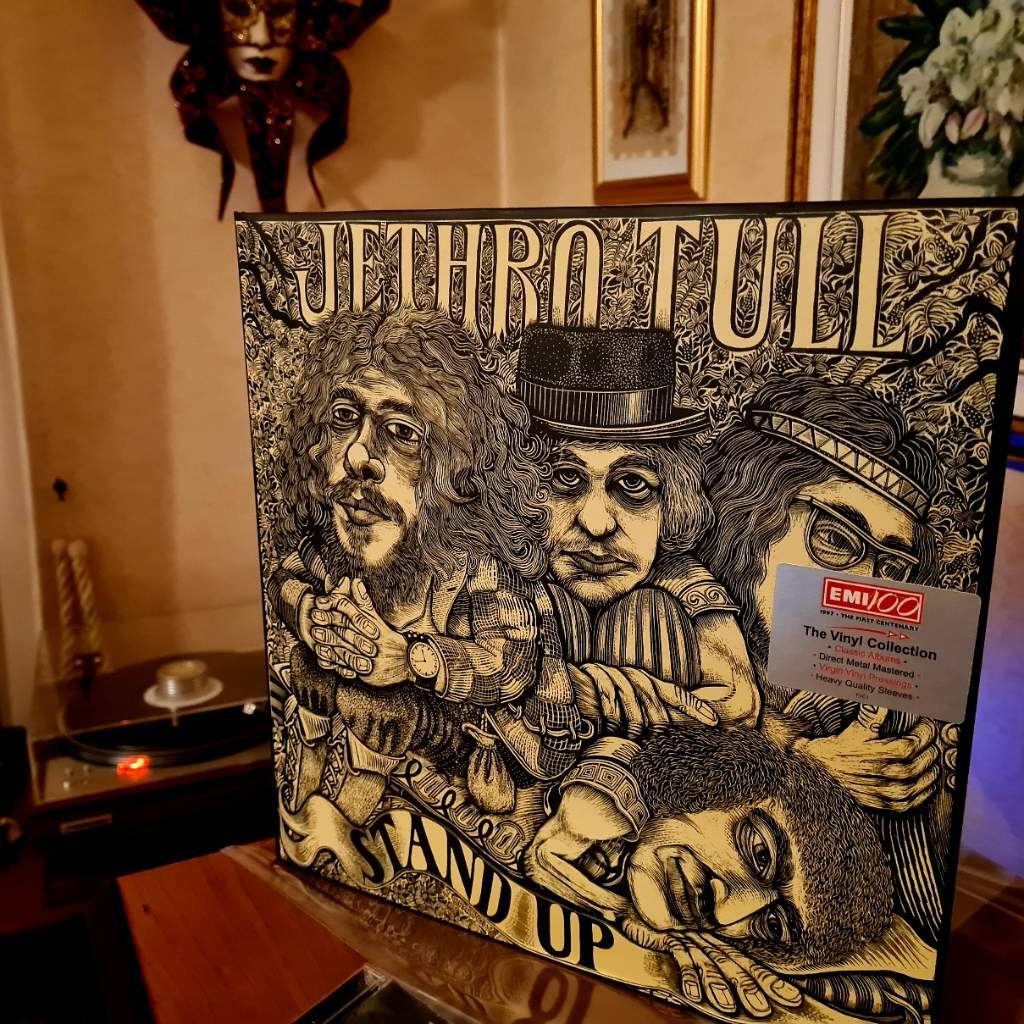 JETHRO TULL
EMI100
1997 • THE FIRST CENTENARY
The Vinyl Collection
- Classic Albums -
- Direct Metal Mastered -
- Virgin Vinyl Pressings -
- Heavy Quality Sleeves -
STAND UP